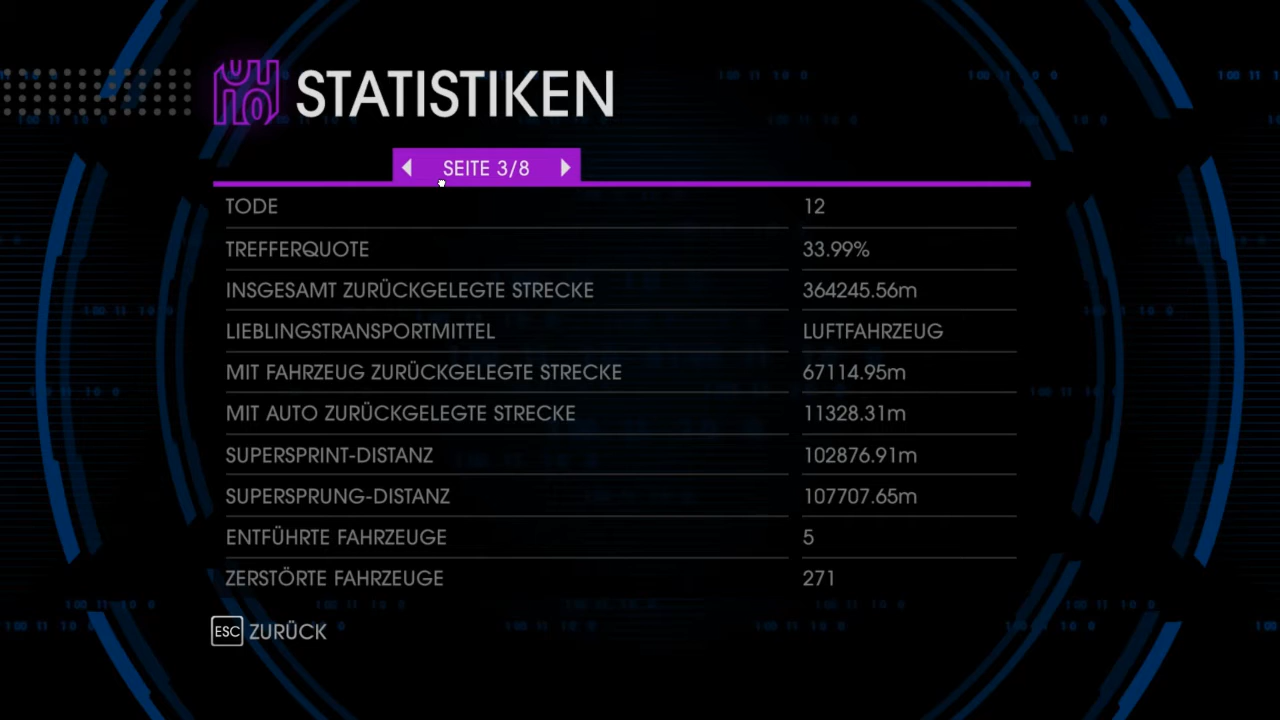 STATISTIKEN
SEITE 3/8
TODE 12
TREFFERQUOTE 33.99%
INSGESAMT ZURÜCKGELEGTE STRECKE 364245.56m
LIEBLINGSTRANSPORTMITTEL LUFTFAHRZEUG
MIT FAHRZEUG ZURÜCKGELEGTE STRECKE 67114.95m
MIT AUTO ZURÜCKGELEGTE STRECKE 11328.31m
SUPERSPRINT-DISTANZ 102876.91m
SUPERSPRUNG-DISTANZ 107707.65m
ENTFÜHRTE FAHRZEUGE 5
ZERSTÖRTE FAHRZEUGE 271
ESC ZURÜCK